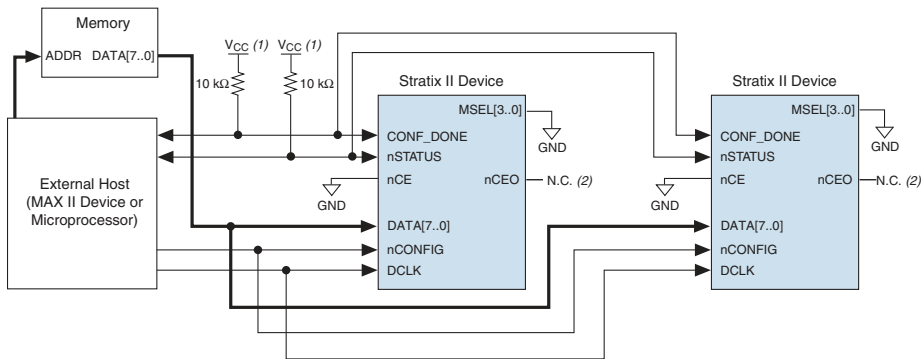 Memory
ADDR DATA[7..0]
VCC (1)
VCC (1)
10 kΩ
10 kΩ
Stratix II Device
Stratix II Device
MSEL[3..0]
MSEL[3..0]
GND
GND
CONF_DONE
CONF_DONE
nSTATUS
nSTATUS
External Host
(MAX II Device or
Microprocessor)
nCE
nCEO
N.C. (2)
nCE
nCEO
N.C. (2)
GND
GND
DATA[7..0]
DATA[7..0]
nCONFIG
nCONFIG
DCLK
DCLK